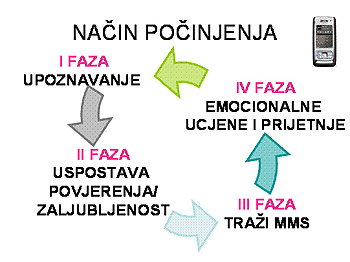 NAČIN POČINJENJA
I FAZA
UPOZNAVANJE
II FAZA
USPOSTAVA
POVJERENJA/
ZALJUBLJENOST
III FAZA
TRAŽI MMS
IV FAZA
EMOCIONALNE
UCJENE I PRIJETNJE